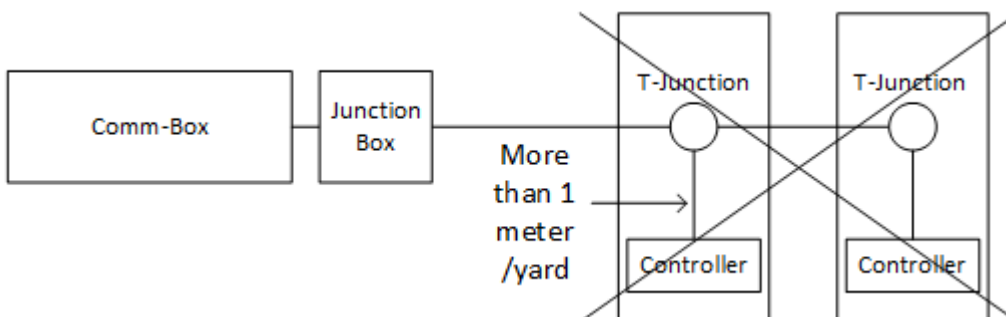 Comm-Box
Junction
Box
T-Junction
T-Junction
More
than 1
meter
/yard
Controller
Controller